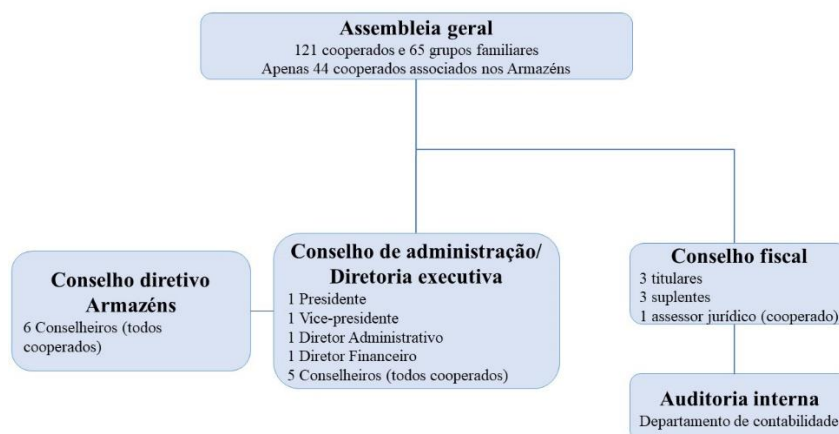 Assembleia geral
121 cooperados e 65 grupos familiares
Apenas 44 cooperados associados nos Armazéns
Conselho diretivo
Armazéns
6 Conselheiros (todos
cooperados)
Conselho de administração/
Diretoria executiva
1 Presidente
1 Vice-presidente
1 Diretor Administrativo
1 Diretor Financeiro
5 Conselheiros (todos cooperados)
Conselho fiscal
3 titulares
3 suplentes
1 assessor jurídico (cooperado)
Auditoria interna
Departamento de contabilidade